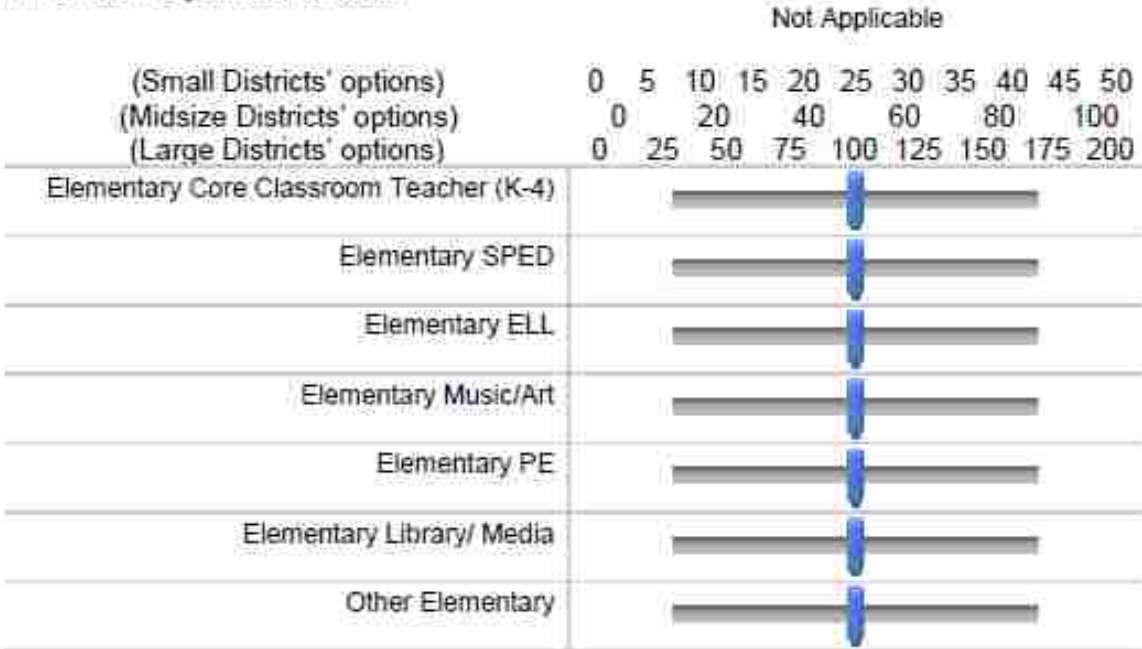 Not Applicable
(Small Districts' options) 0 5 10 15 20 25 30 35 40 45 50
(Midsize Districts' options) 0 20 40 60 80 100
(Large Districts' options) 0 25 50 75 100 125 150 175 200
Elementary Core Classroom Teacher (K-4)
Elementary SPED
Elementary ELL
Elementary Music/Art
Elementary PE
Elementary Library/ Media
Other Elementary